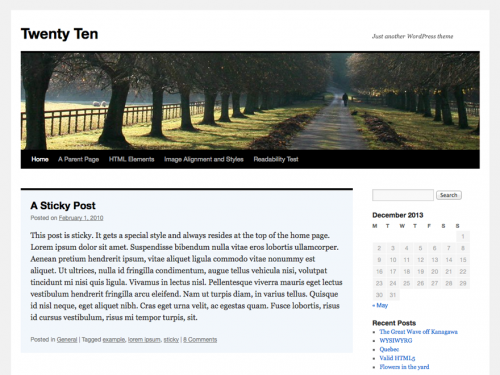 Twenty Ten
Just another WordPress theme
Home A Parent Page HTML Elements Image Alignment and Styles Readability Test
A Sticky Post
Posted on February 1, 2010
This post is sticky. It gets a special style and always resides at the top of the home page.
Lorem ipsum dolor sit amet. Suspendisse bibendum nulla vitae eros lobortis ullamcorper.
Aenean pretium hendrerit ipsum, vitae aliquet ligula commodo vitae nonummy est
aliquet. Ut ultrices, nulla id fringilla condimentum, augue tellus vehicula nisi, volutpat
tincidunt mi nisi quis ligula. Vivamus in lectus nisl. Pellentesque viverra mauris eget lectus
vestibulum hendrerit fringilla arcu eleifend. Nam ut turpis diam, in varius tellus. Quisque
id nisl neque, eget aliquet nibh. Cras eget urna velit, ac egestas quam. Fusce lobortis, risus
id cursus vestibulum, risus mi tempor turpis, sit.
Posted in General | Tagged example, lorem ipsum, sticky | 8 Comments
Search
December 2013
M T W T F S S
1
2 3 4 5 6 7 8
9 10 11 12 13 14 15
16 17 18 19 20 21 22
23 24 25 26 27 28 29
30 31
« May
Recent Posts
The Great Wave off Kanagawa
WYSIWYRG
Quebec
Valid HTML5
Flowers in the yard